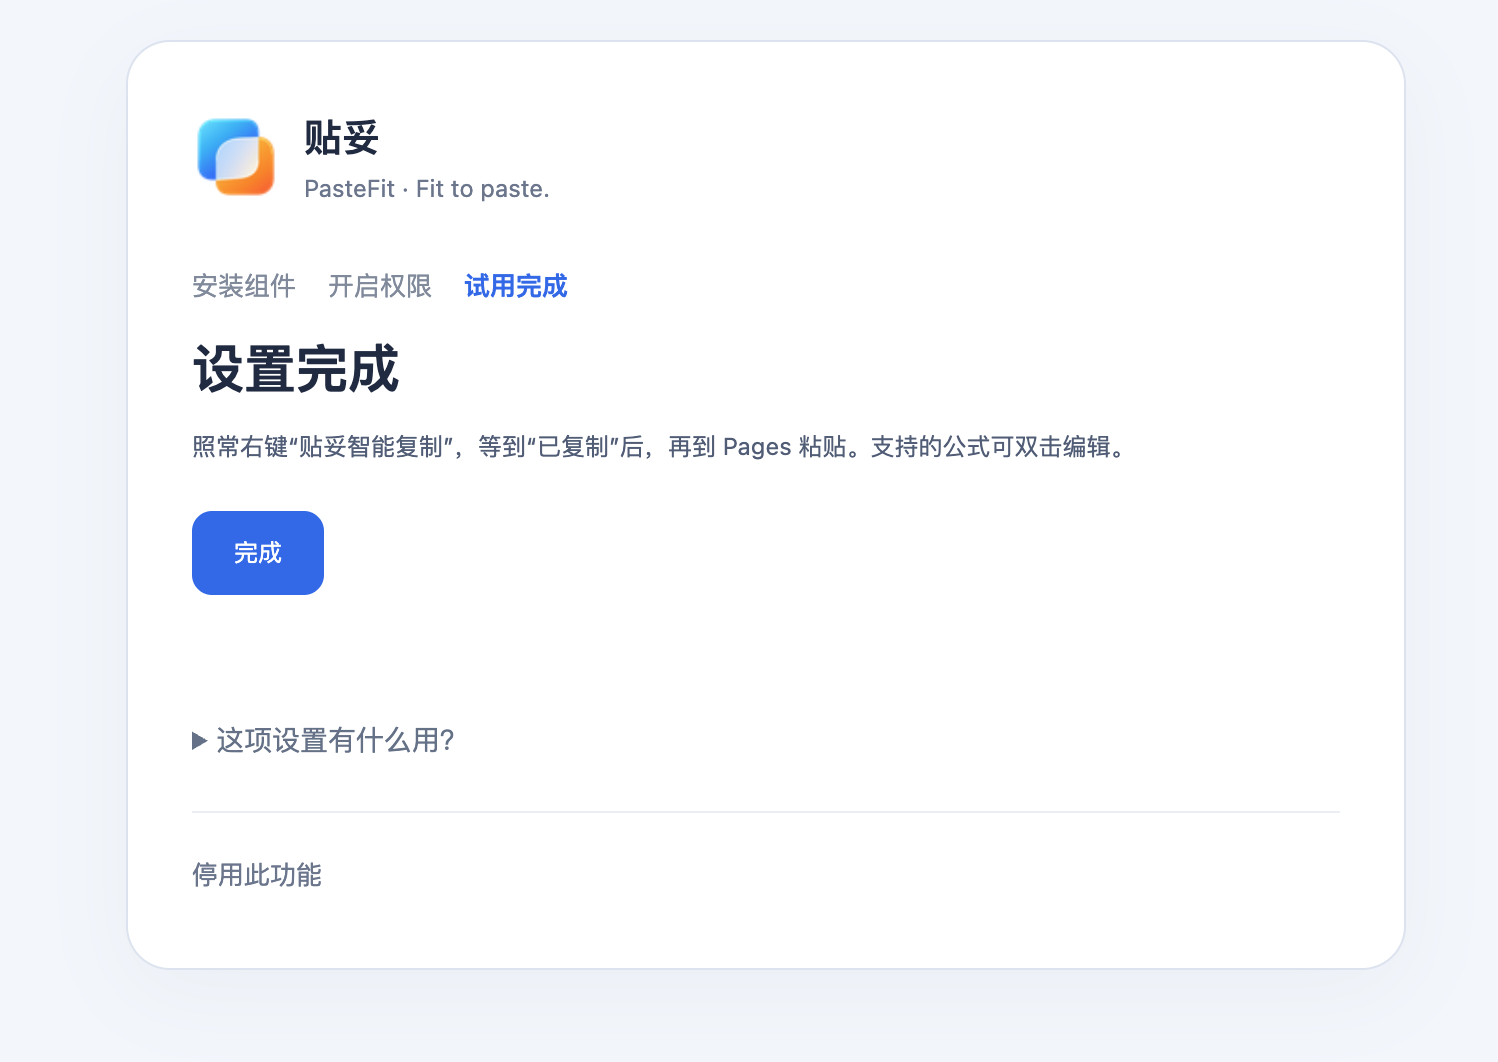 贴妥
PasteFit · Fit to paste.
安装组件 开启权限 试用完成
设置完成
照常右键“贴妥智能复制”，等到“已复制”后，再到 Pages 粘贴。支持的公式可双击编辑。
完成
▶ 这项设置有什么用?
停用此功能